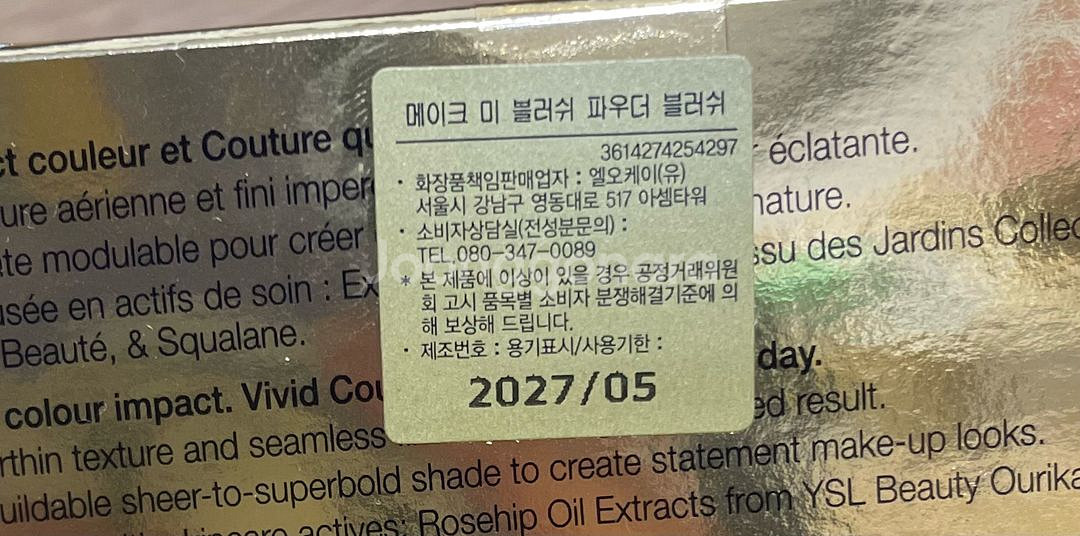 메이크 미 블러쉬 파우더 블러쉬
3614274254297
· 화장품책임판매업자 : 엘오케이(유)
서울시 강남구 영동대로 517 아셈타워
· 소비자상담실(전성분문의) :
TEL.080-347-0089
* 본 제품에 이상이 있을 경우 공정거래위원
회 고시 품목별 소비자 분쟁해결기준에 의
해 보상해 드립니다.
· 제조번호 : 용기표시/사용기한 :
2027/05
ct couleur et Couture qu
éclatante.
ure aérienne et fini imper
nature.
ète modulable pour créer
ssu des Jardins Collec
usée en actifs de soin : Ex
Beauté, & Squalane.
day.
colour impact. Vivid Cou
ed result.
rthin texture and seamless
uildable sheer-to-superbold shade to create statement make-up looks.
actives: Rosehip Oil Extracts from YSL Beauty Ourika